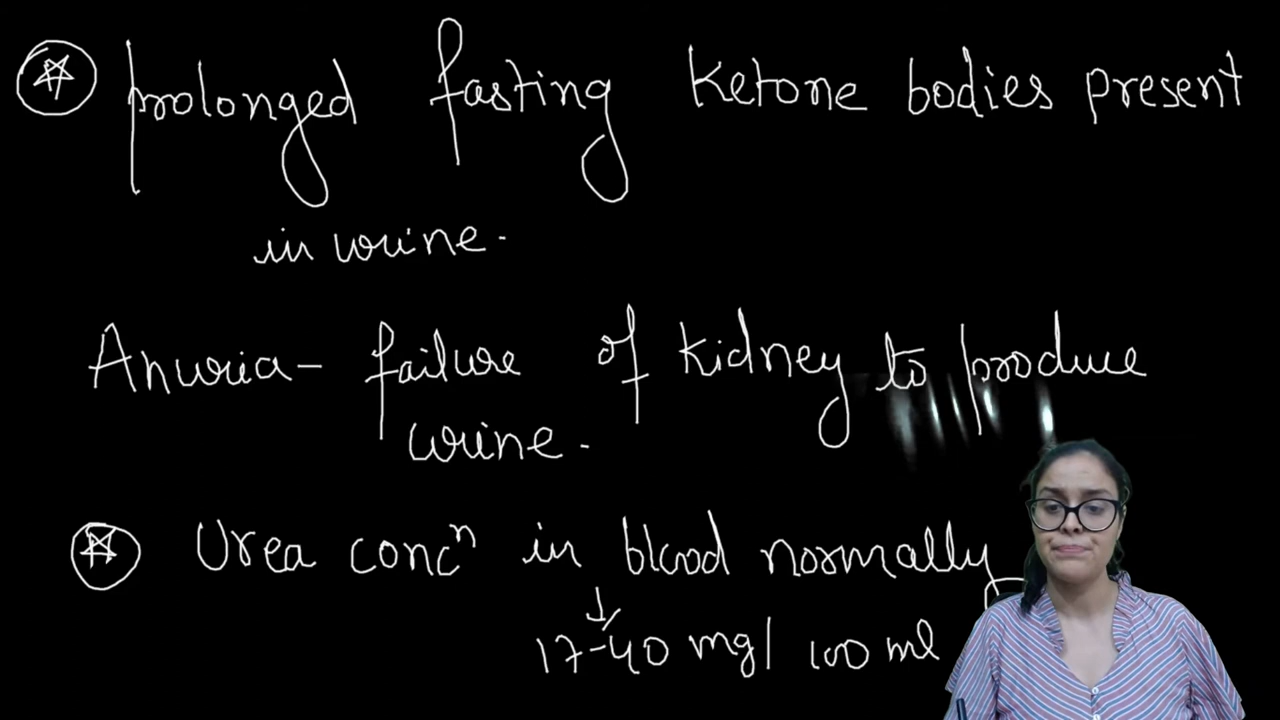 prolonged fasting Ketone bodies present
in urine.
Anuria - failure of kidney to produce
urine.
Urea concⁿ in blood normally
17-40 mg/100 ml